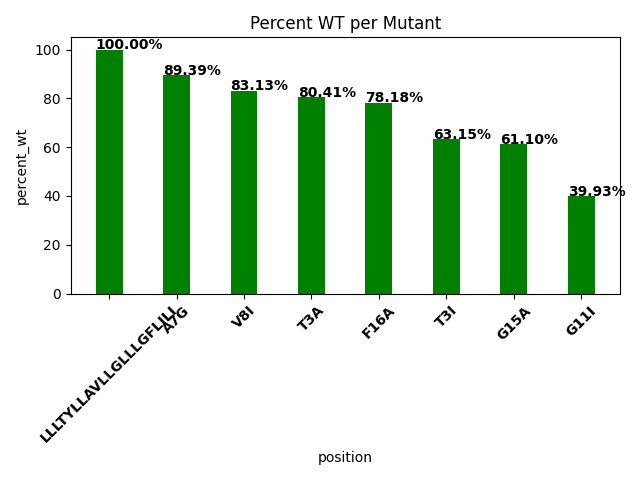 Percent WT per Mutant
100.00%
89.39%
83.13%
80.41%
78.18%
63.15%
61.10%
39.93%
percent_wt
100
80
60
40
20
0
A7G
V8I
T3A
F16A
T3I
G15A
G11I
position